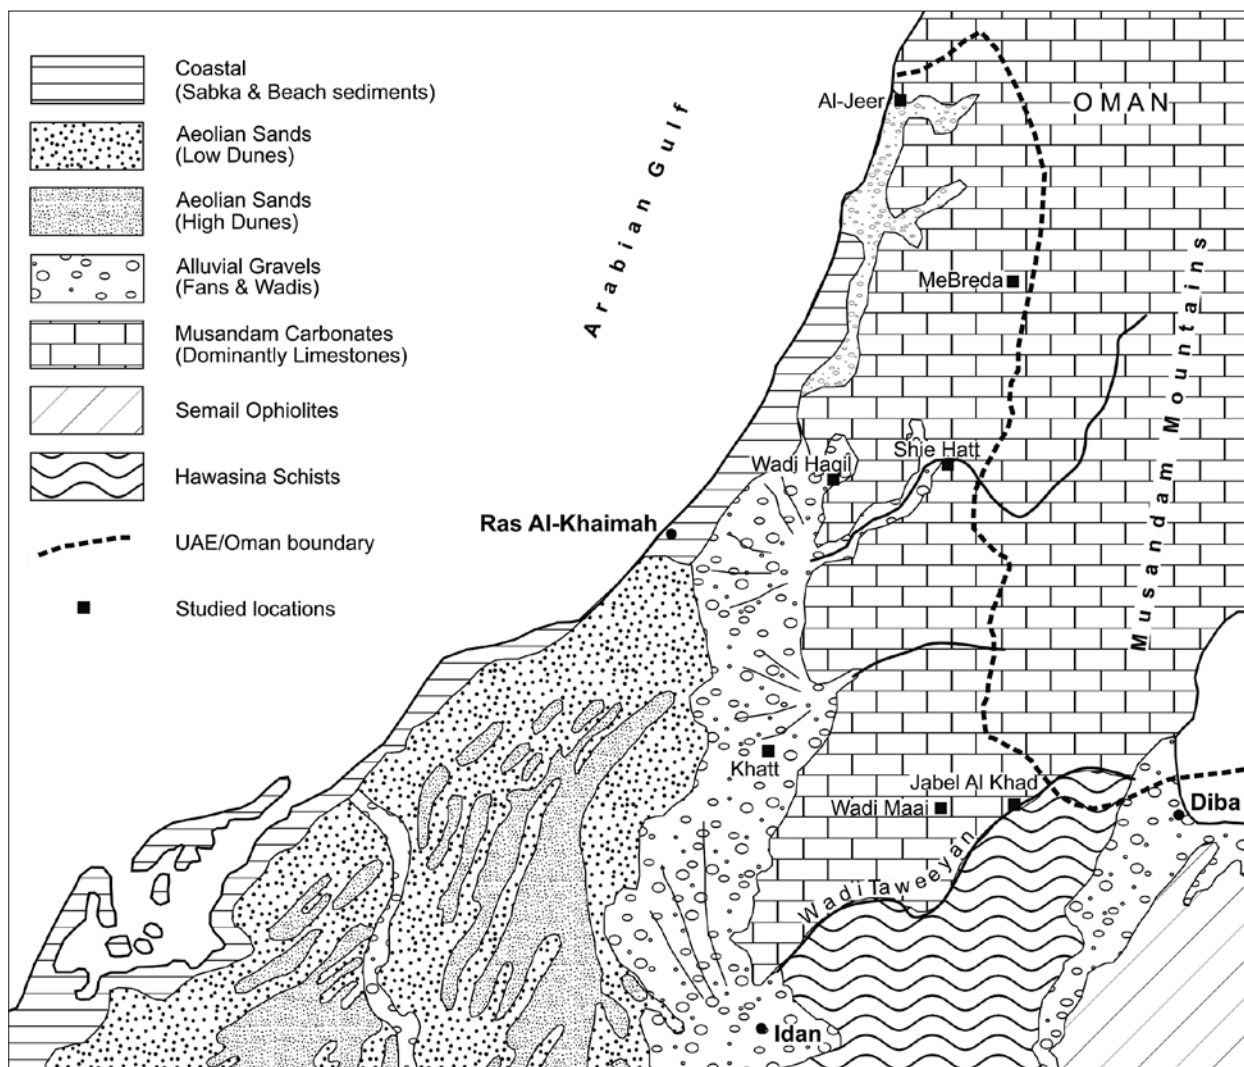 Coastal
(Sabka & Beach sediments)
Aeolian Sands
(Low Dunes)
Aeolian Sands
(High Dunes)
Alluvial Gravels
(Fans & Wadis)
Musandam Carbonates
(Dominantly Limestones)
Semail Ophiolites
Hawasina Schists
UAE/Oman boundary
Studied locations
Arabian Gulf
Al-Jeer
OMAN
MeBreda
Musandam Mountains
Shie Hatt
Wadi Haqil
Ras Al-Khaimah
Khatt
Jabel Al Khad
Wadi Maai
Diba
Wadi Taweeyan
Idan